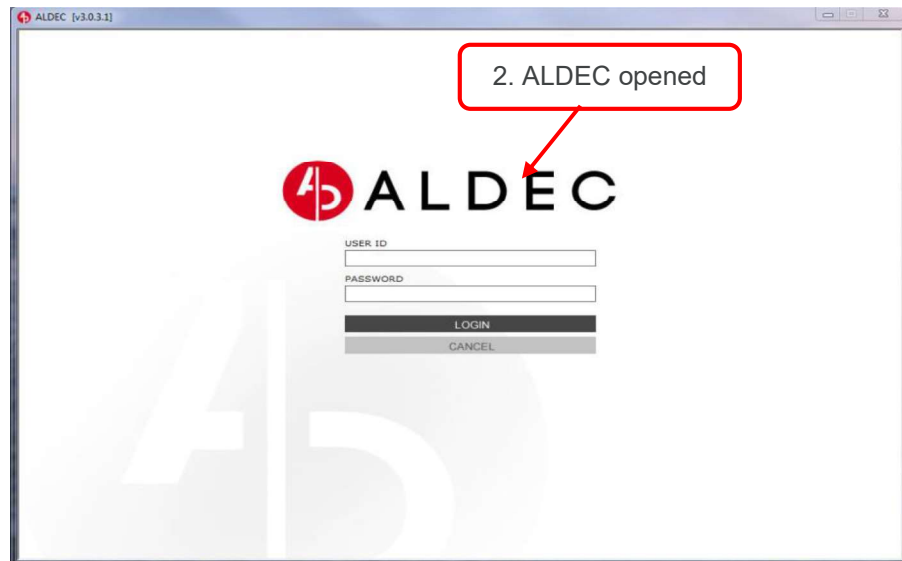 ALDEC [v3.0.3.1]
2. ALDEC opened
ALDEC
USER ID
PASSWORD
LOGIN
CANCEL